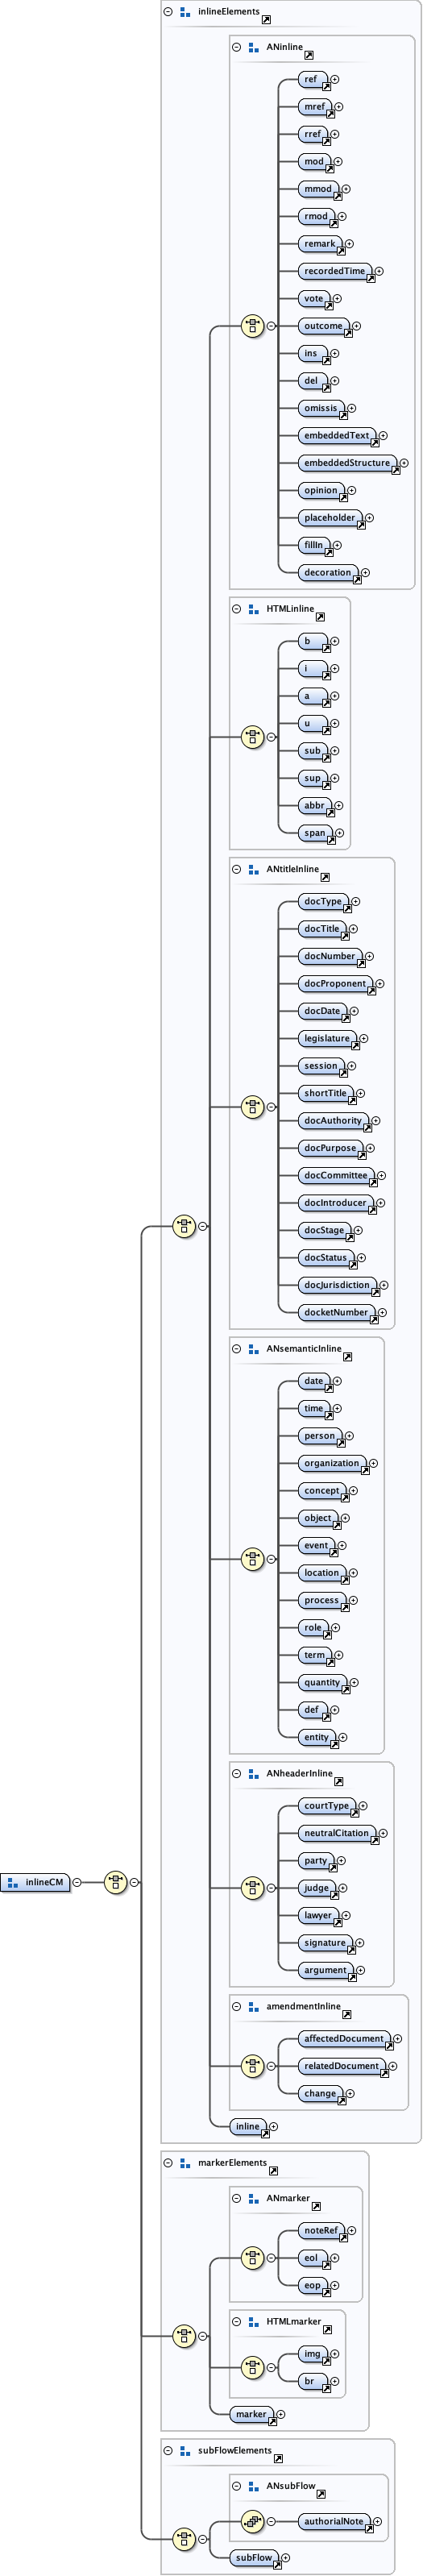 inlineElements
ANinline
ref
mref
rref
mod
mmod
rmod
remark
recordedTime
vote
outcome
ins
del
omissis
embeddedText
embeddedStructure
opinion
placeholder
fillIn
decoration
HTMLinline
b
i
a
u
sub
sup
abbr
span
ANtitleInline
docType
docTitle
docNumber
docProponent
docDate
legislature
session
shortTitle
docAuthority
docPurpose
docCommittee
docIntroducer
docStage
docStatus
docJurisdiction
docketNumber
ANsemanticInline
date
time
person
organization
concept
object
event
location
process
role
term
quantity
def
entity
ANheaderInline
courtType
neutralCitation
party
inlineCM
judge
lawyer
signature
argument
amendmentInline
affectedDocument
relatedDocument
change
inline
markerElements
ANmarker
noteRef
eol
eop
HTMLmarker
img
br
marker
subFlowElements
ANsubFlow
authorialNote
subFlow